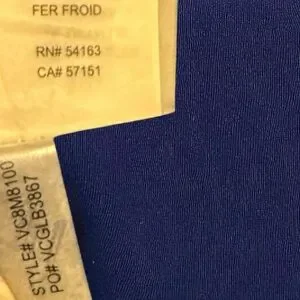 FER FROID
RN# 54163
CA# 57151
STYLE# VC8M8100
PO# VCGLB3867